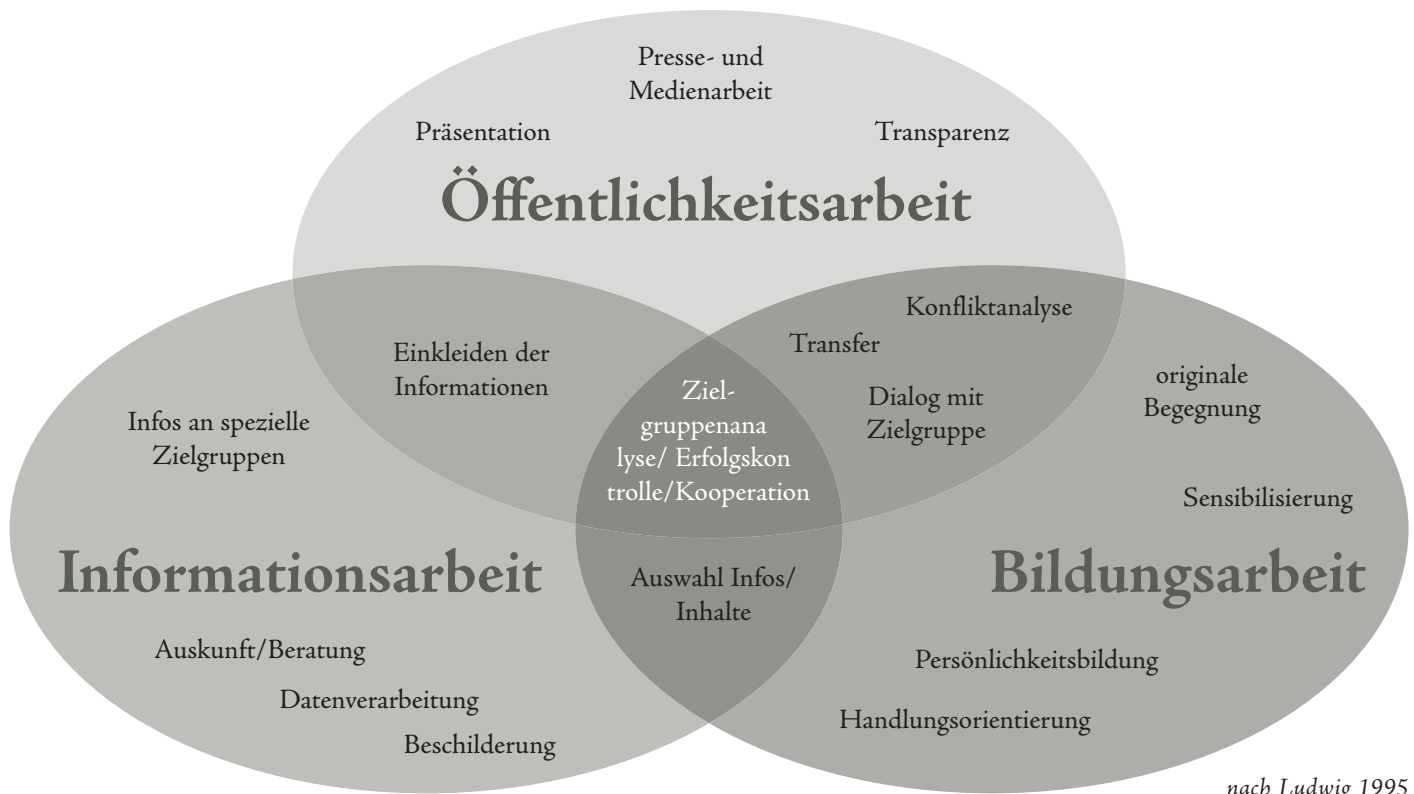 Presse- und
Medienarbeit
Präsentation
Transparenz
Öffentlichkeitsarbeit
Konfliktanalyse
Transfer
Einkleiden der
Informationen
Dialog mit
Zielgruppe
originale
Begegnung
Ziel-
gruppenana
lyse/ Erfolgskon
trolle/Kooperation
Infos an spezielle
Zielgruppen
Sensibilisierung
Informationsarbeit
Bildungsarbeit
Auswahl Infos/
Inhalte
Auskunft/Beratung
Persönlichkeitsbildung
Datenverarbeitung
Handlungsorientierung
Beschilderung
nach Ludwig 1995